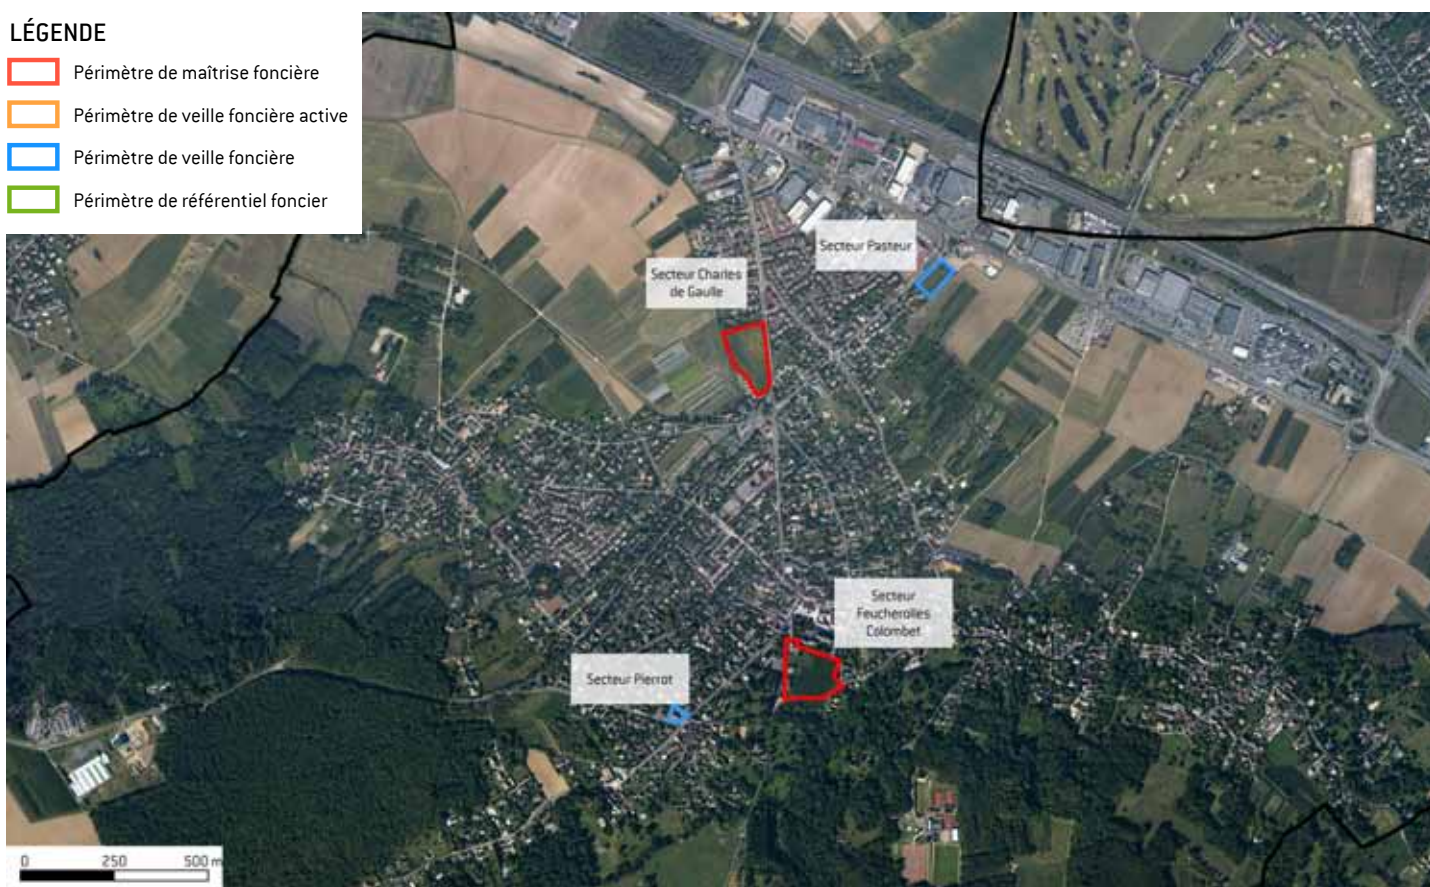 LÉGENDE
Périmètre de maîtrise foncière
Périmètre de veille foncière active
Périmètre de veille foncière
Périmètre de référentiel foncier
Secteur Pasteur
Secteur Charles
de Gaulle
Secteur
Feucherolles
Colombet
Secteur Pierrot
0 250 500 m